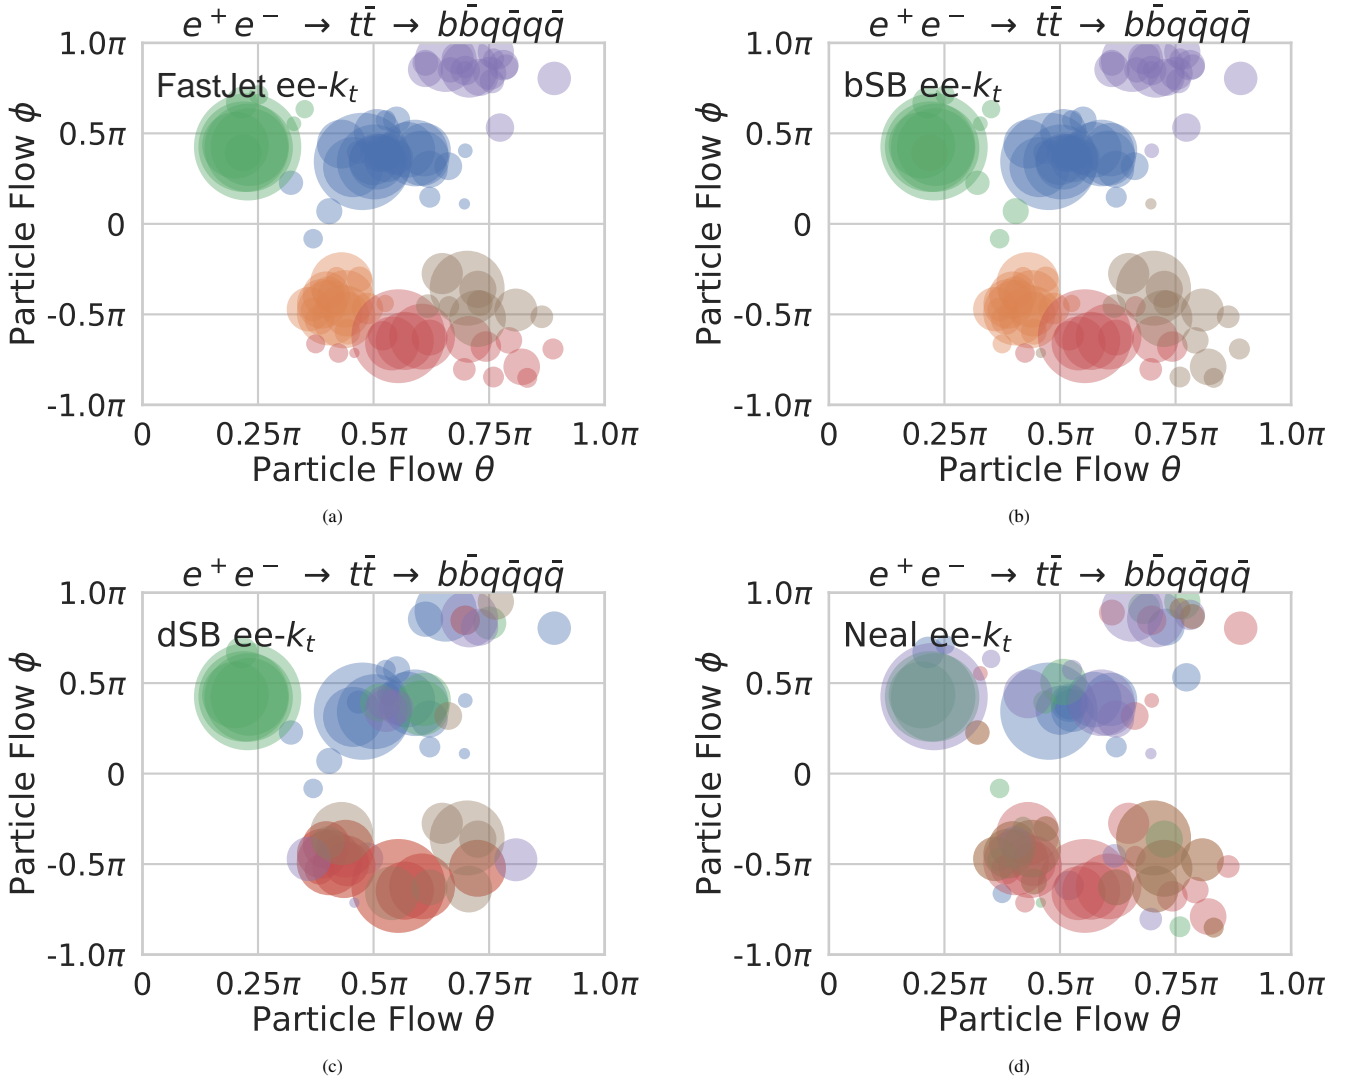 e⁺e⁻ → tt̄ → bb̄qq̄qq̄
FastJet ee-kₜ
1.0π
0.5π
0
-0.5π
-1.0π
Particle Flow ϕ
0 0.25π 0.5π 0.75π 1.0π
Particle Flow θ
(a)
e⁺e⁻ → tt̄ → bb̄qq̄qq̄
bSB ee-kₜ
1.0π
0.5π
0
-0.5π
-1.0π
Particle Flow ϕ
0 0.25π 0.5π 0.75π 1.0π
Particle Flow θ
(b)
e⁺e⁻ → tt̄ → bb̄qq̄qq̄
dSB ee-kₜ
1.0π
0.5π
0
-0.5π
-1.0π
Particle Flow ϕ
0 0.25π 0.5π 0.75π 1.0π
Particle Flow θ
(c)
e⁺e⁻ → tt̄ → bb̄qq̄qq̄
Neal ee-kₜ
1.0π
0.5π
0
-0.5π
-1.0π
Particle Flow ϕ
0 0.25π 0.5π 0.75π 1.0π
Particle Flow θ
(d)